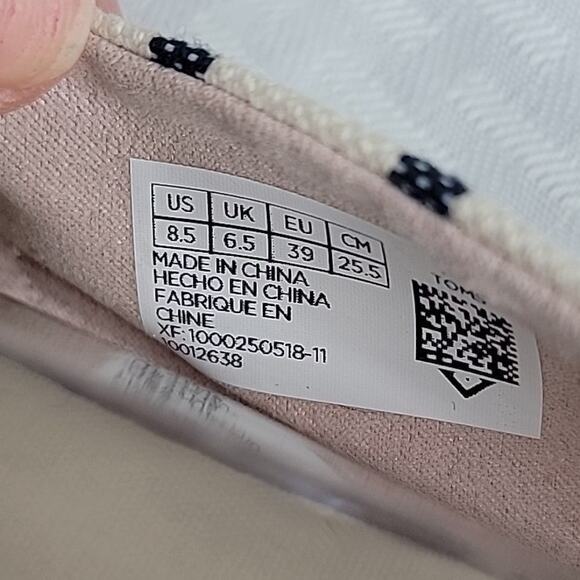 US UK EU CM
8.5 6.5 39 25.5
MADE IN CHINA
HECHO EN CHINA
FABRIQUE EN
CHINE
XF:1000250518-11
10012638
TOMS